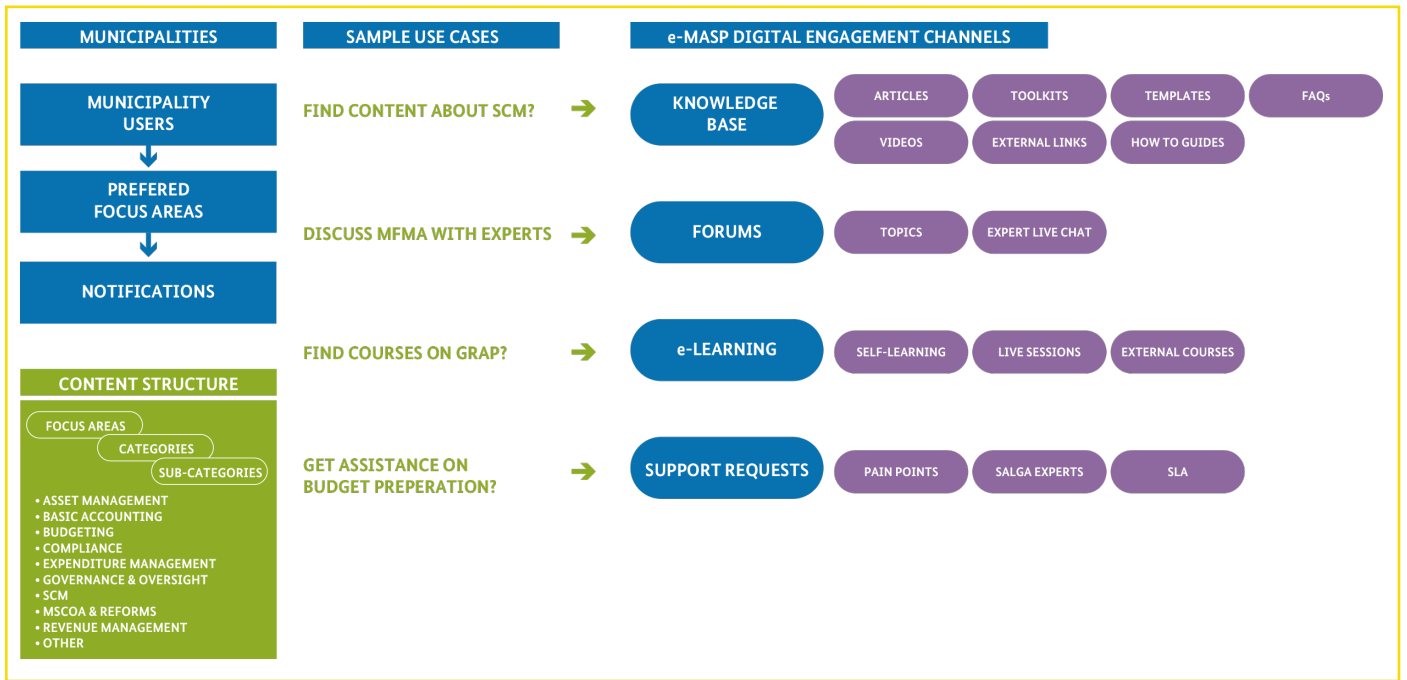 MUNICIPALITIES
MUNICIPALITY
USERS
PREFERED
FOCUS AREAS
NOTIFICATIONS
CONTENT STRUCTURE
FOCUS AREAS
CATEGORIES
SUB-CATEGORIES
• ASSET MANAGEMENT
• BASIC ACCOUNTING
• BUDGETING
• COMPLIANCE
• EXPENDITURE MANAGEMENT
• GOVERNANCE & OVERSIGHT
• SCM
• MSCOA & REFORMS
• REVENUE MANAGEMENT
• OTHER
SAMPLE USE CASES
e-MASP DIGITAL ENGAGEMENT CHANNELS
FIND CONTENT ABOUT SCM?
KNOWLEDGE
BASE
ARTICLES
TOOLKITS
TEMPLATES
FAQs
VIDEOS
EXTERNAL LINKS
HOW TO GUIDES
DISCUSS MFMA WITH EXPERTS
FORUMS
TOPICS
EXPERT LIVE CHAT
FIND COURSES ON GRAP?
e-LEARNING
SELF-LEARNING
LIVE SESSIONS
EXTERNAL COURSES
GET ASSISTANCE ON
BUDGET PREPERATION?
SUPPORT REQUESTS
PAIN POINTS
SALGA EXPERTS
SLA